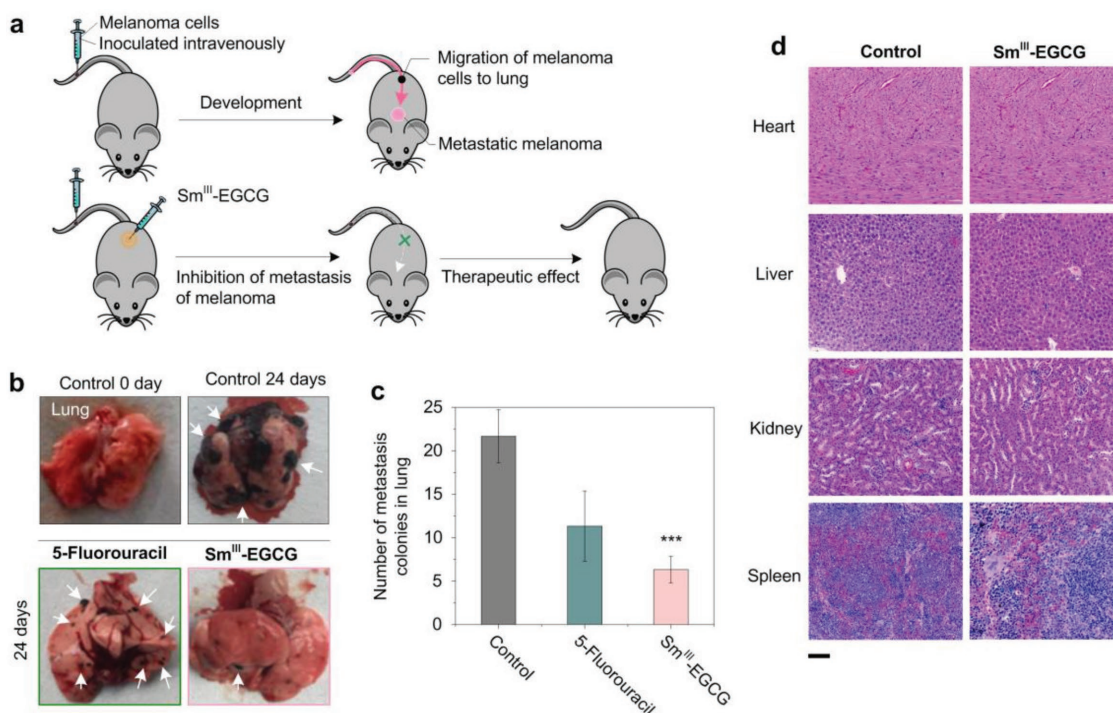 a
Melanoma cells
Inoculated intravenously
Development
Migration of melanoma
cells to lung
Metastatic melanoma
Sm^III-EGCG
Inhibition of metastasis
of melanoma
Therapeutic effect
b
Control 0 day
Control 24 days
Lung
5-Fluorouracil
Sm^III-EGCG
24 days
c
Number of metastasis
colonies in lung
25
20
15
10
5
0
***
Control
5-Fluorouracil
Sm^III-EGCG
d
Control
Sm^III-EGCG
Heart
Liver
Kidney
Spleen